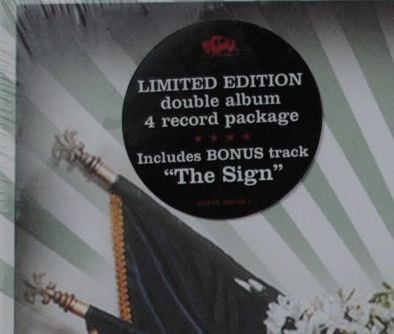 LIMITED EDITION
double album
4 record package
Includes BONUS track
"The Sign"